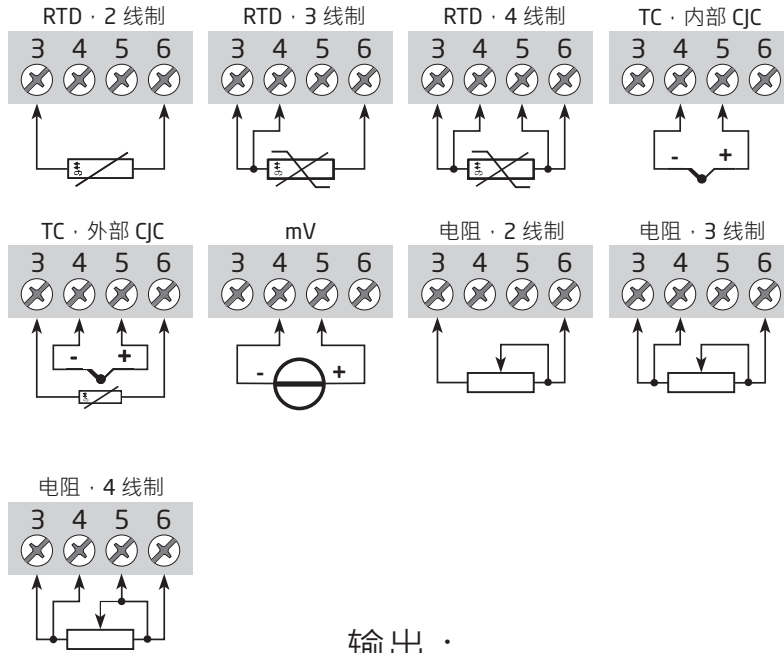 RTD · 2 线制
RTD · 3 线制
RTD · 4 线制
TC · 内部 CJC
3 4 5 6
3 4 5 6
3 4 5 6
3 4 5 6
- +
TC · 外部 CJC
mV
电阻 · 2 线制
电阻 · 3 线制
3 4 5 6
3 4 5 6
3 4 5 6
3 4 5 6
- +
- +
电阻 · 4 线制
3 4 5 6
输出 ·